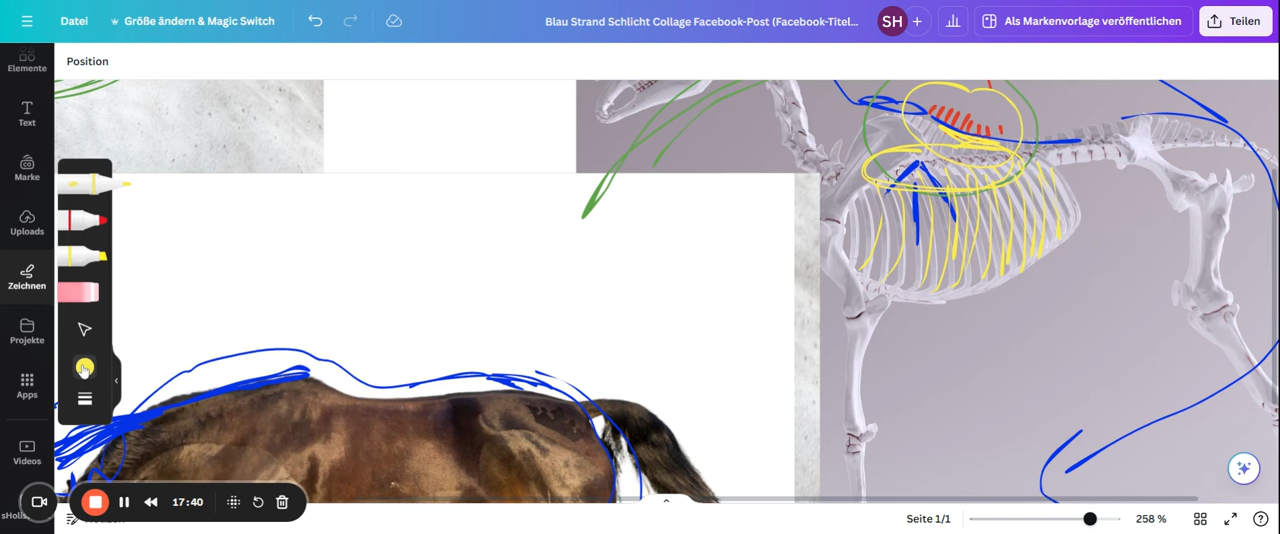 Datei
Größe ändern & Magic Switch
Blau Strand Schlicht Collage Facebook-Post (Facebook-Titel...
SH
Als Markenvorlage veröffentlichen
Teilen
Elemente
Position
Text
Marke
Uploads
Zeichnen
Projekte
Apps
Videos
17:40
Seite 1/1
258 %